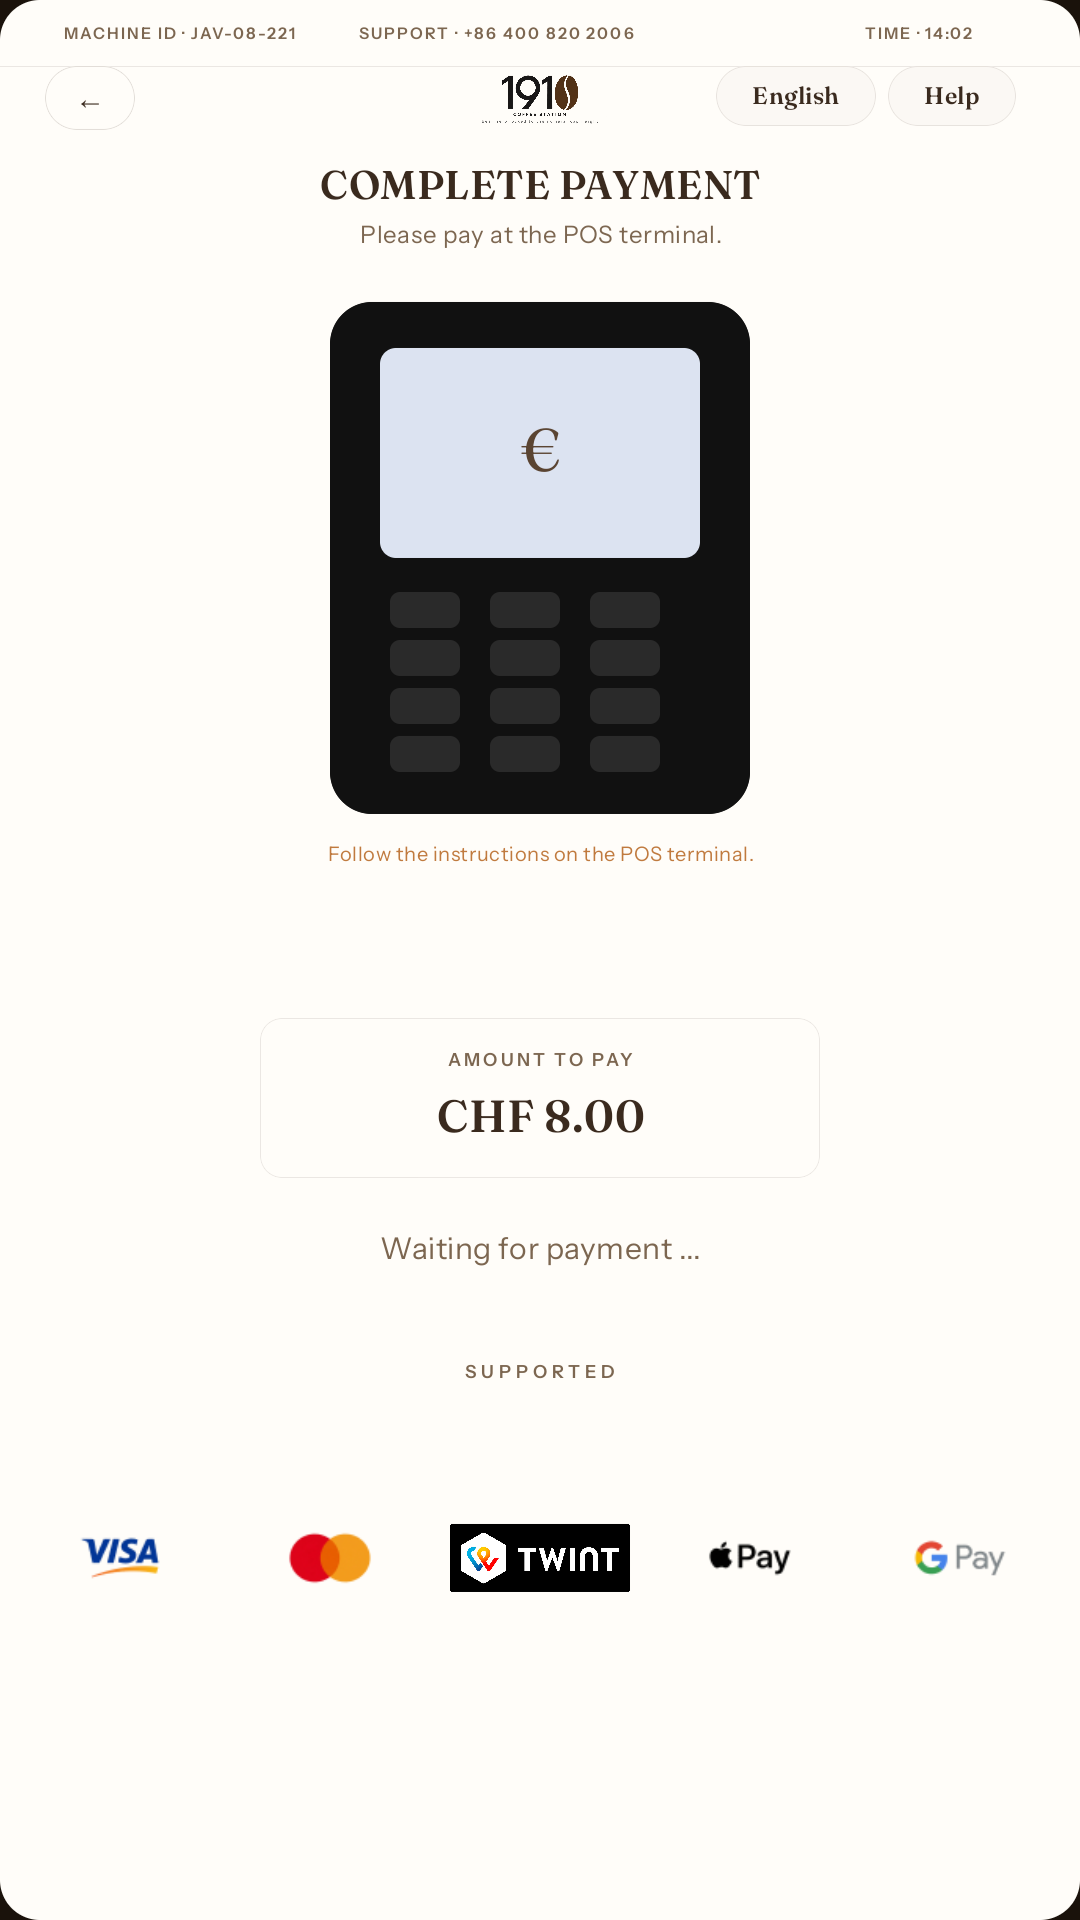 MACHINE ID · JAV-08-221
SUPPORT · +86 400 820 2006
TIME · 14:02
←
1910
COFFEE STATION
English
Help
COMPLETE PAYMENT
Please pay at the POS terminal.
€
Follow the instructions on the POS terminal.
AMOUNT TO PAY
CHF 8.00
Waiting for payment ...
SUPPORTED
VISA
TWINT
Pay
G Pay